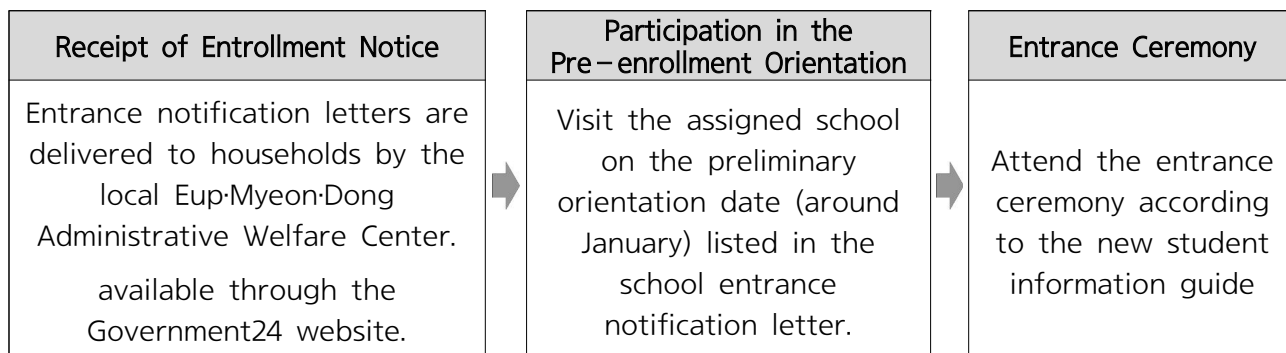 Receipt of Entrollment Notice
Entrance notification letters are
delivered to households by the
local Eup·Myeon·Dong
Administrative Welfare Center.
available through the
Government24 website.
Participation in the
Pre-enrollment Orientation
Visit the assigned school
on the preliminary
orientation date (around
January) listed in the
school entrance
notification letter.
Entrance Ceremony
Attend the entrance
ceremony according
to the new student
information guide